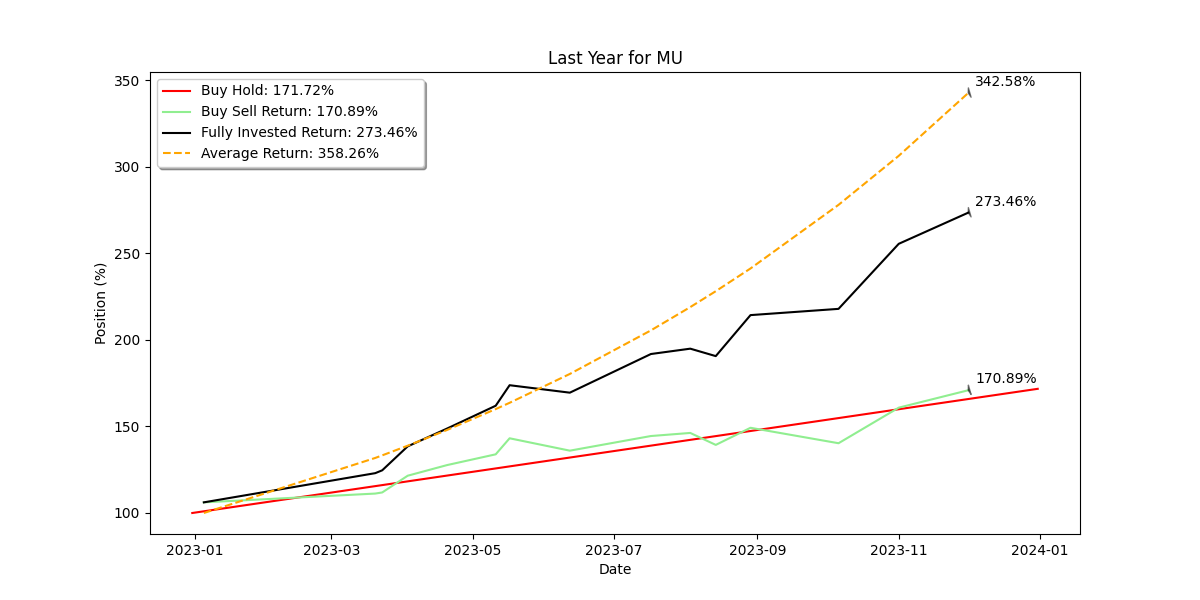 Last Year for MU
Buy Hold: 171.72%
Buy Sell Return: 170.89%
Fully Invested Return: 273.46%
Average Return: 358.26%
342.58%
273.46%
170.89%
Position (%)
350
300
250
200
150
100
2023-01 2023-03 2023-05 2023-07 2023-09 2023-11 2024-01
Date